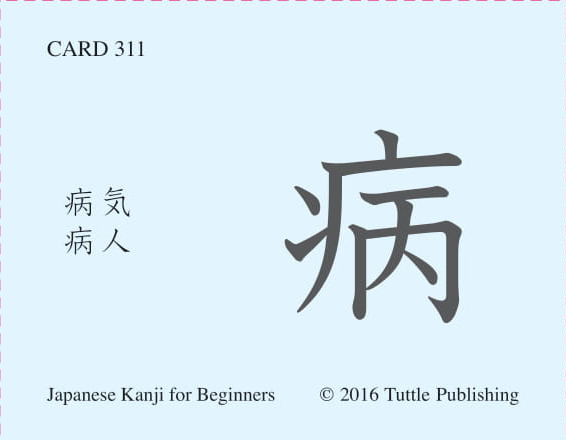 CARD 311
病気
病人
病
Japanese Kanji for Beginners © 2016 Tuttle Publishing